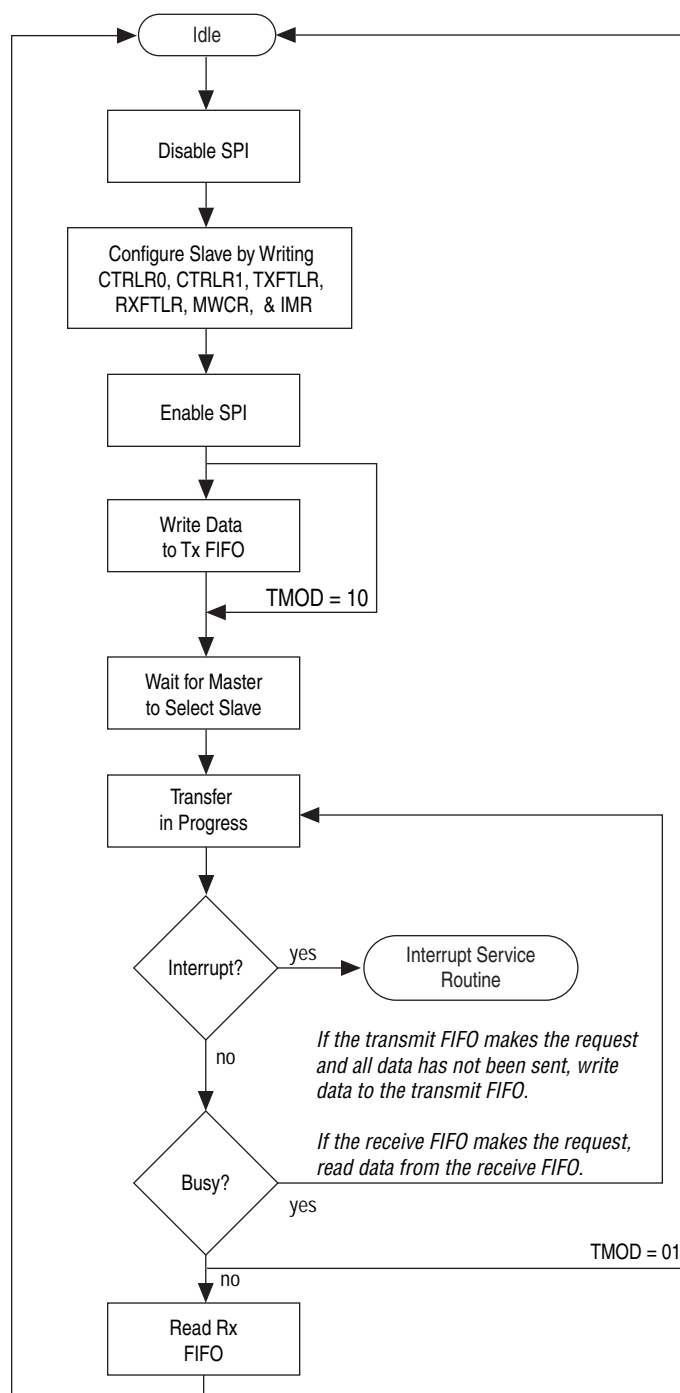 Idle
Disable SPI
Configure Slave by Writing
CTRLR0, CTRLR1, TXFTLR,
RXFTLR, MWCR, & IMR
Enable SPI
Write Data
to Tx FIFO
TMOD = 10
Wait for Master
to Select Slave
Transfer
in Progress
Interrupt?
yes
Interrupt Service
Routine
no
If the transmit FIFO makes the request
and all data has not been sent, write
data to the transmit FIFO.
If the receive FIFO makes the request,
read data from the receive FIFO.
Busy?
yes
TMOD = 01
no
Read Rx
FIFO